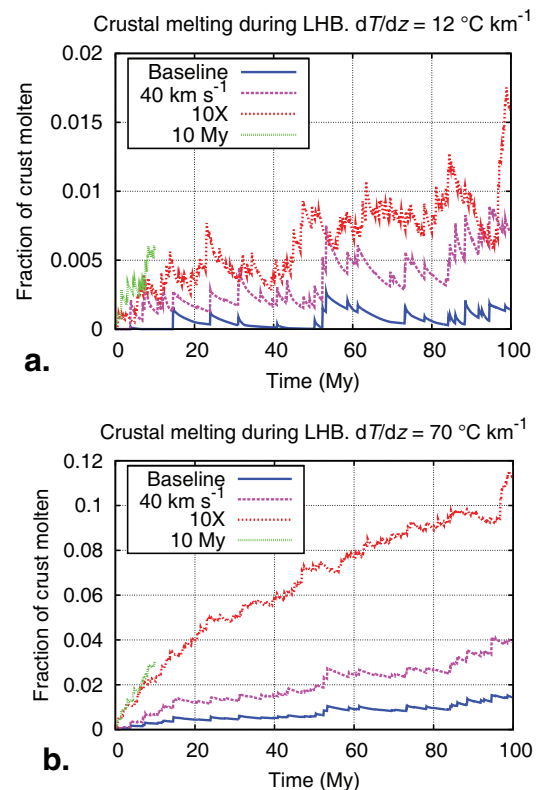 Crustal melting during LHB. dT/dz = 12 °C km⁻¹
Fraction of crust molten
0.02
0.015
0.01
0.005
0
Baseline
40 km s⁻¹
10X
10 My
0 20 40 60 80 100
Time (My)
a.
Crustal melting during LHB. dT/dz = 70 °C km⁻¹
Fraction of crust molten
0.12
0.1
0.08
0.06
0.04
0.02
0
Baseline
40 km s⁻¹
10X
10 My
0 20 40 60 80 100
Time (My)
b.